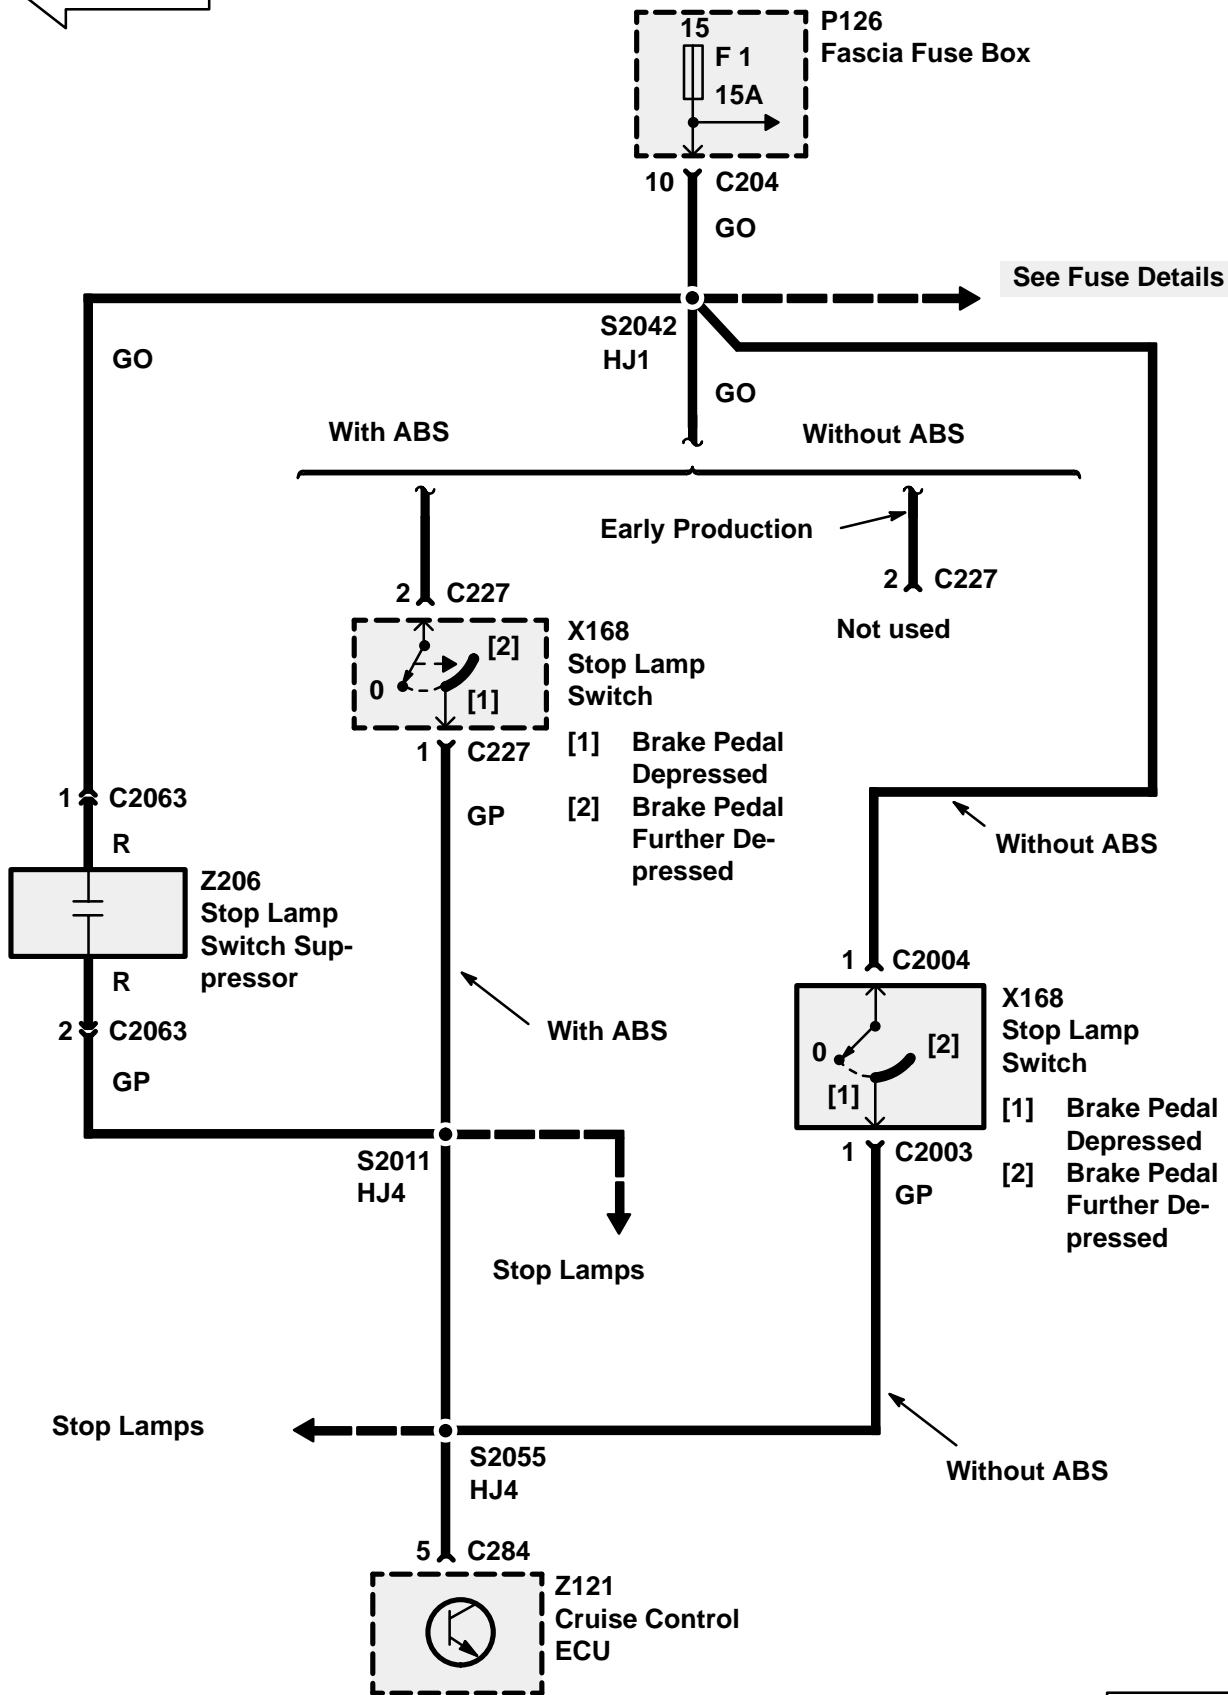 15
F 1
15A
P126
Fascia Fuse Box
10 C204
GO
See Fuse Details
S2042
HJ1
GO
GO
With ABS
Without ABS
Early Production
2 C227
2 C227
Not used
X168
Stop Lamp
Switch
0
[2]
[1]
1 C227
[1] Brake Pedal
Depressed
[2] Brake Pedal
Further De-
pressed
GP
1 C2063
R
Z206
Stop Lamp
Switch Sup-
pressor
R
2 C2063
GP
With ABS
Without ABS
1 C2004
X168
Stop Lamp
Switch
0
[2]
[1]
[1] Brake Pedal
Depressed
[2] Brake Pedal
Further De-
pressed
1 C2003
GP
S2011
HJ4
Stop Lamps
Stop Lamps
S2055
HJ4
Without ABS
5 C284
Z121
Cruise Control
ECU